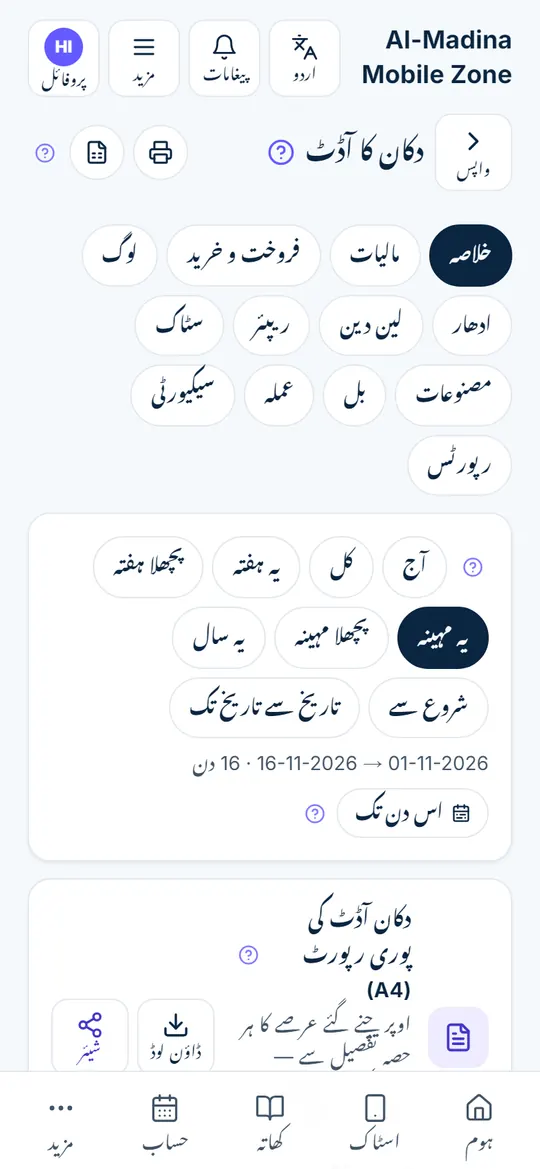 Al-Madina
Mobile Zone
اردو
پیغامات
مزید
HI
پروفائل
واپس
دکان کا آڈٹ
خلاصہ
مالیات
فروخت و خرید
لوگ
ادھار
لین دین
ریپئر
سٹاک
مصنوعات
بل
عملہ
سیکیورٹی
رپورٹس
آج
کل
یہ ہفتہ
پچھلا ہفتہ
یہ مہینہ
پچھلا مہینہ
یہ سال
شروع سے
تاریخ سے تاریخ تک
01-11-2026 → 16-11-2026 · 16 دن
اس دن تک
دکان آڈٹ کی
پوری رپورٹ
(A4)
اوپر چنے گئے عرصے کا ہر
حصہ تفصیل سے —
ڈاؤن لوڈ
شیئر
ہوم
اسٹاک
کھاتہ
حساب
مزید